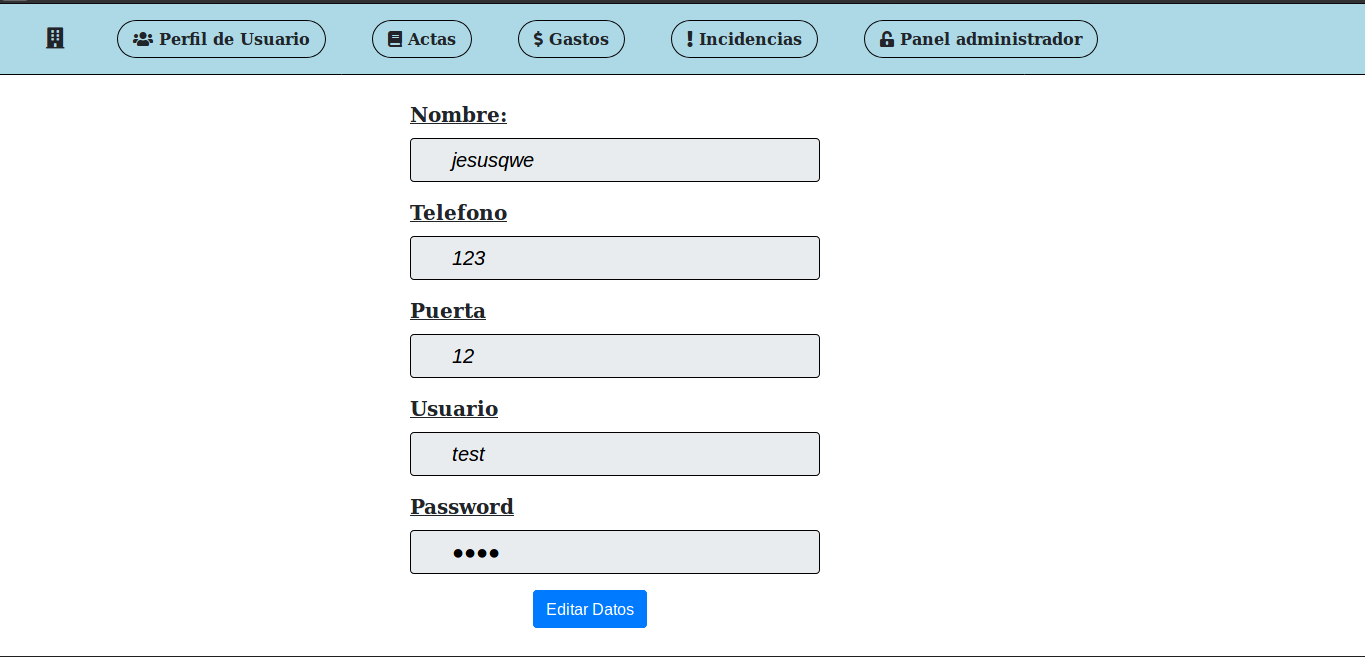 Perfil de Usuario Actas $ Gastos ! Incidencias Panel administrador
Nombre:
jesusqwe
Telefono
123
Puerta
12
Usuario
test
Password
●●●●
Editar Datos